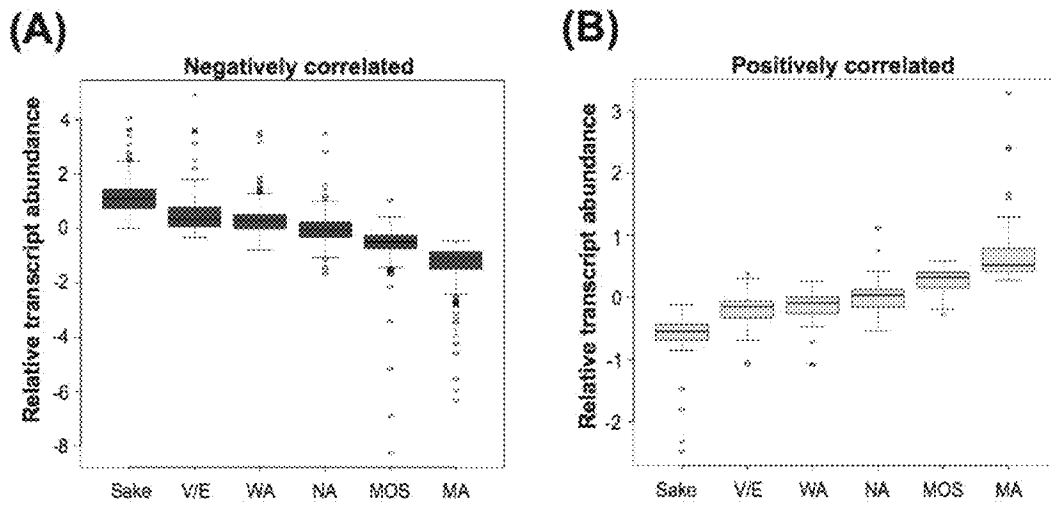 (A)
Negatively correlated
Relative transcript abundance
4
2
0
-2
-4
-6
-8
Sake V/E WA NA MOS MA
(B)
Positively correlated
Relative transcript abundance
3
2
1
0
-1
-2
Sake V/E WA NA MOS MA